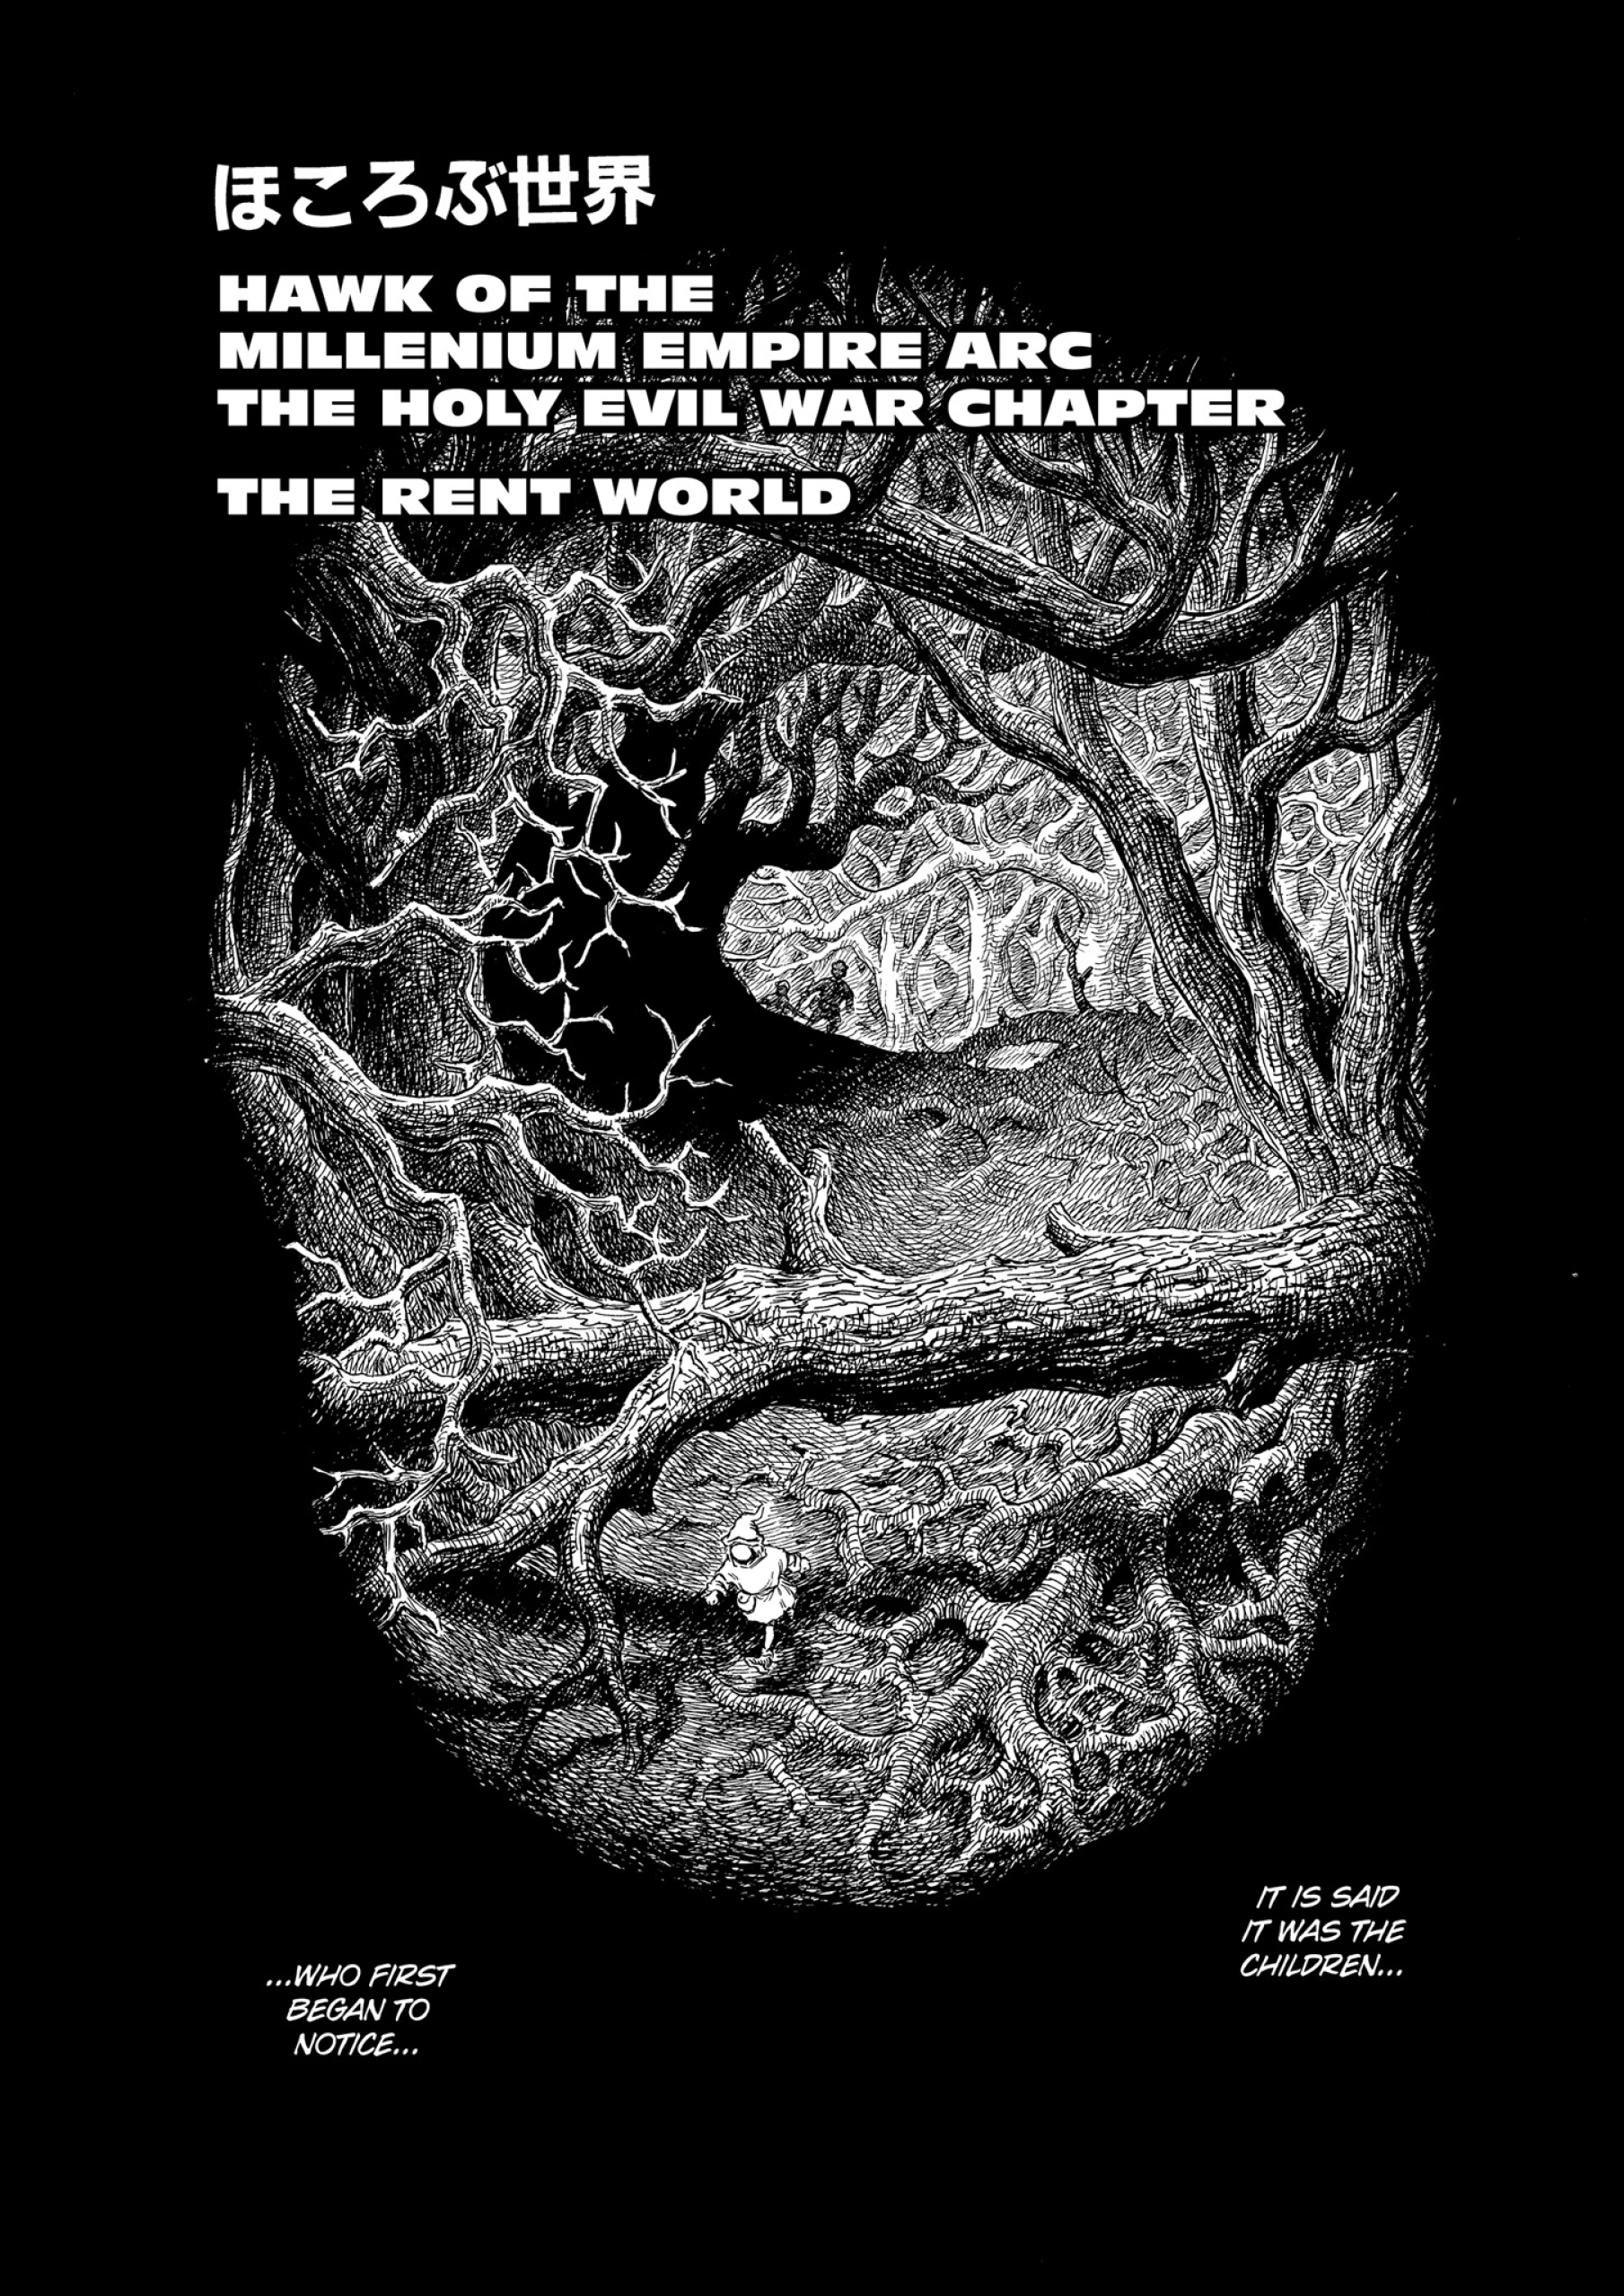 ほころぶ世界
HAWK OF THE
MILLENIUM EMPIRE ARC
THE HOLY EVIL WAR CHAPTER
THE RENT WORLD
IT IS SAID
IT WAS THE
CHILDREN...
...WHO FIRST
BEGAN TO
NOTICE...